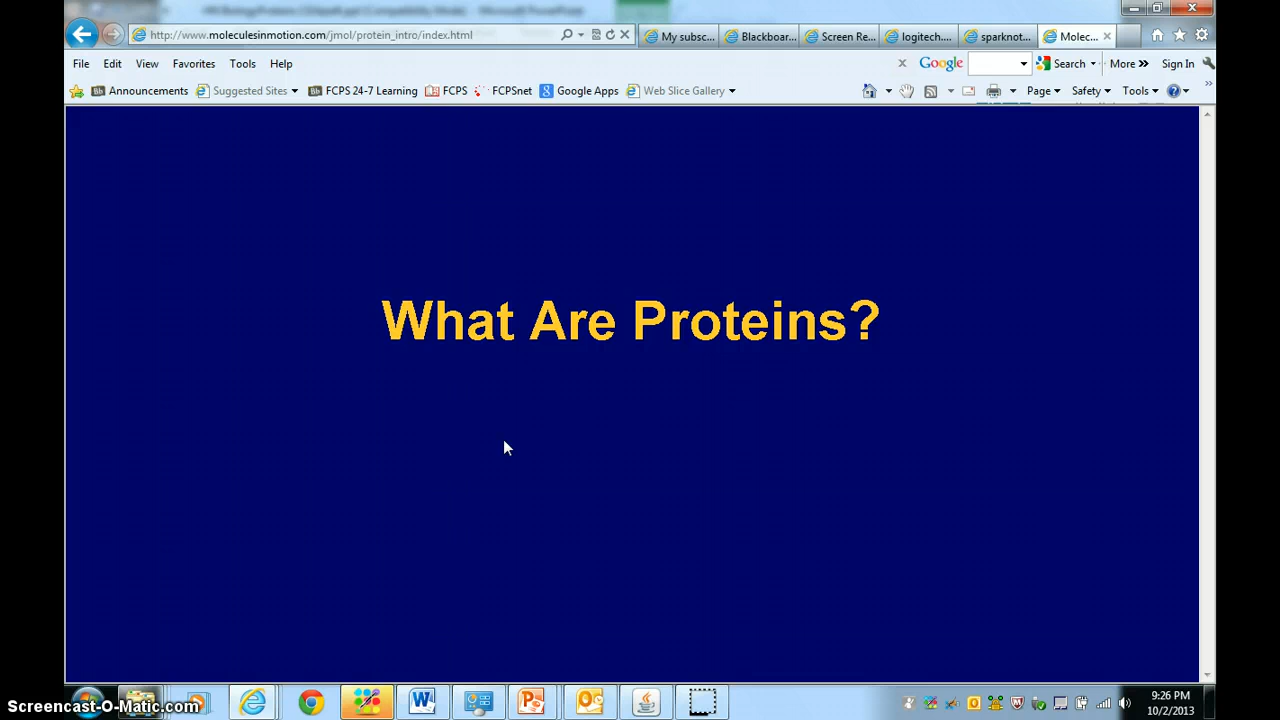 http://www.moleculesinmotion.com/jmol/protein_intro/index.html
My subsc...
Blackboar...
Screen Re...
logitech....
sparknot...
Molec...
File Edit View Favorites Tools Help
Google
Search
More »
Sign In
Announcements
Suggested Sites
FCPS 24-7 Learning
FCPS
FCPSnet
Google Apps
Web Slice Gallery
Page
Safety
Tools
What Are Proteins?
9:26 PM
10/2/2013
Screencast-O-Matic.com